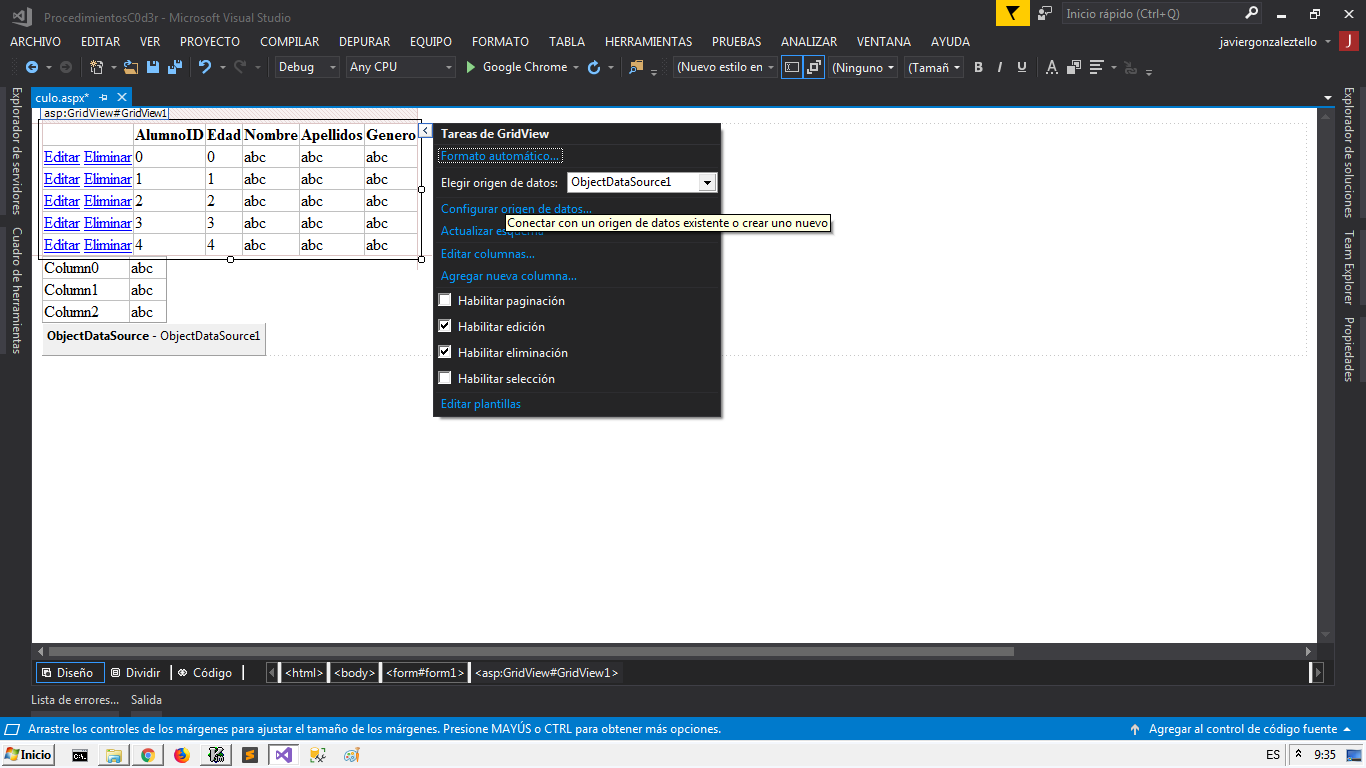 ProcedimientosC0d3r - Microsoft Visual Studio
Inicio rápido (Ctrl+Q)
ARCHIVO EDITAR VER PROYECTO COMPILAR DEPURAR EQUIPO FORMATO TABLA HERRAMIENTAS PRUEBAS ANALIZAR VENTANA AYUDA
javiergonzaleztello J
Debug Any CPU Google Chrome (Nuevo estilo en (Ninguno (Tamañ B I U A
culo.aspx*
asp:GridView#GridView1
AlumnoID Edad Nombre Apellidos Genero
Editar Eliminar 0 0 abc abc abc
Editar Eliminar 1 1 abc abc abc
Editar Eliminar 2 2 abc abc abc
Editar Eliminar 3 3 abc abc abc
Editar Eliminar 4 4 abc abc abc
Column0 abc
Column1 abc
Column2 abc
ObjectDataSource - ObjectDataSource1
Tareas de GridView
Formato automático...
Elegir origen de datos: ObjectDataSource1
Configurar origen de datos...
Conectar con un origen de datos existente o crear uno nuevo
Actualizar esquema
Editar columnas...
Agregar nueva columna...
Habilitar paginación
Habilitar edición
Habilitar eliminación
Habilitar selección
Editar plantillas
Explorador de servidores
Cuadro de herramientas
Explorador de soluciones
Team Explorer
Propiedades
Diseño Dividir Código <html> <body> <form#form1> <asp:GridView#GridView1>
Lista de errores... Salida
Arrastre los controles de los márgenes para ajustar el tamaño de los márgenes. Presione MAYÚS o CTRL para obtener más opciones.
Agregar al control de código fuente
Inicio
ES 9:35